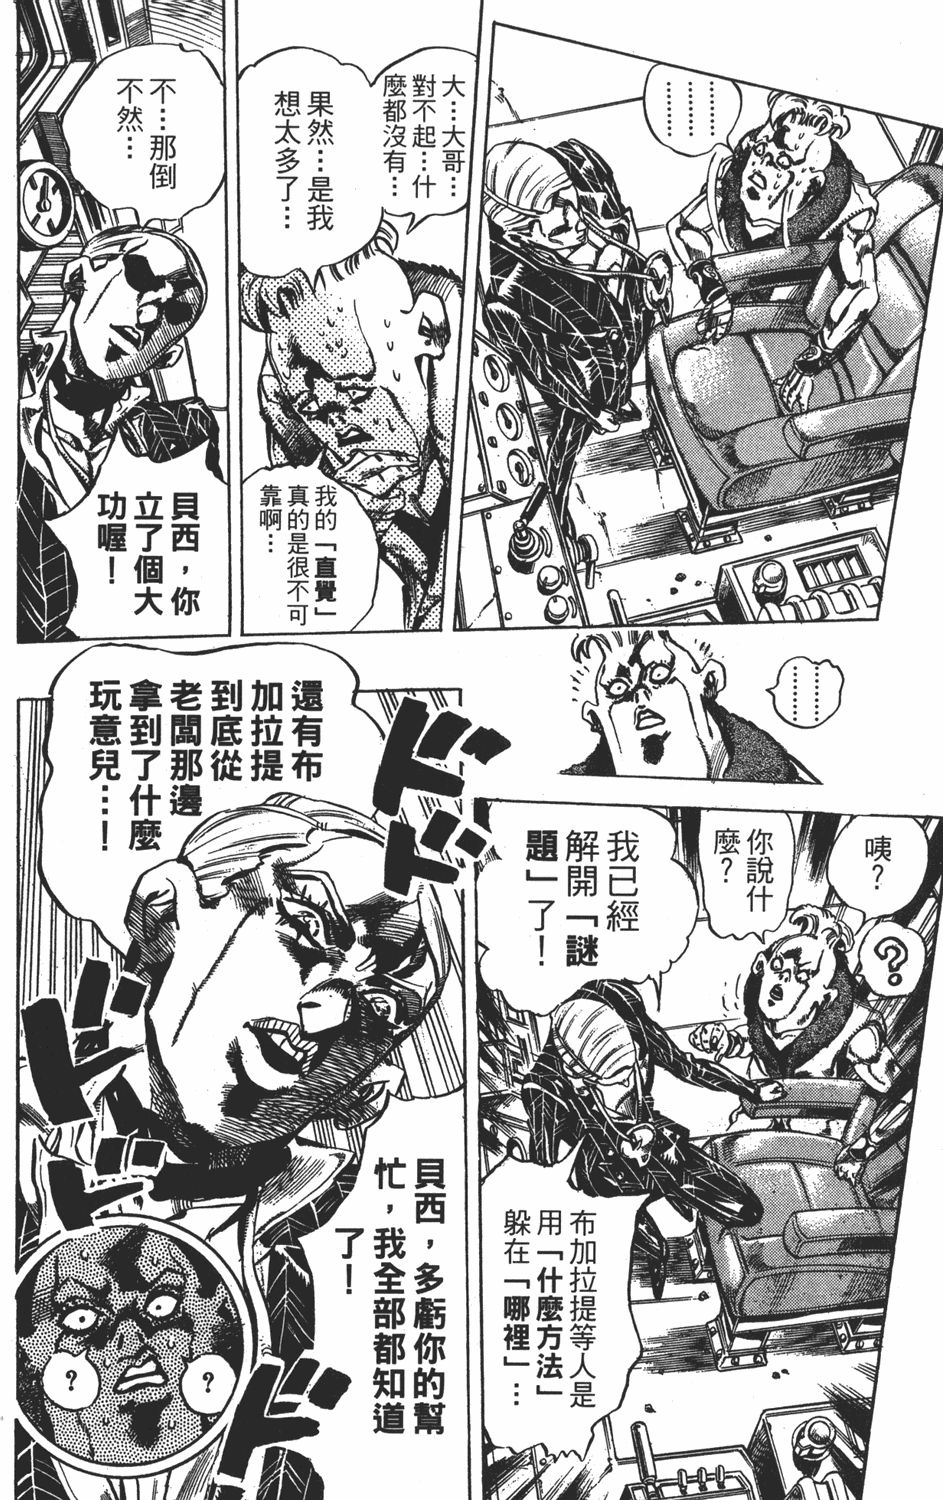 ⋯⋯⋯
⋯⋯⋯
大⋯大哥⋯
對不起⋯什
麼都沒有⋯
果然⋯是我
想太多了⋯
我的「直覺」
真的是很不可
靠啊⋯
不⋯那倒
不然⋯
貝西，你
立了個大
功喔！
⋯⋯⋯
咦？
？
你說什
麼？
我已經
解開「謎
題」了！
布加拉提等人是
用「什麼方法」
躲在「哪裡」⋯
還有布
加拉提
到底從
老闆那邊
拿到了什麼
玩意兒⋯！
ドド
貝西，多虧你的幫
忙，我全部都知道
了！
ドド
？
？
ド